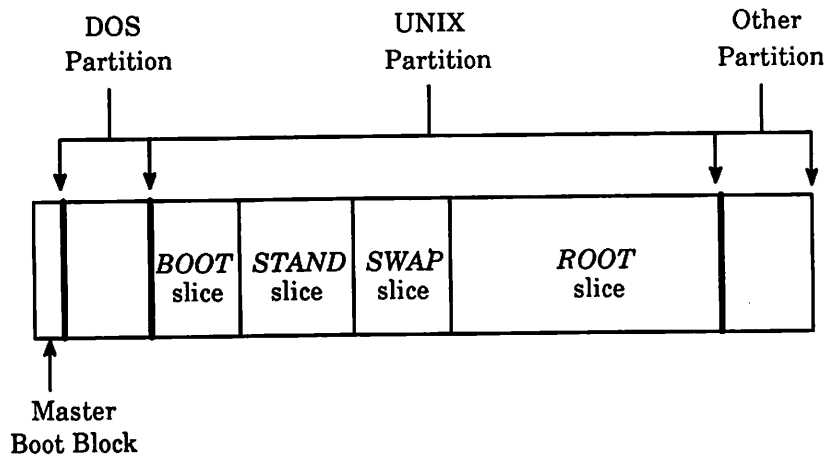 DOS
Partition
UNIX
Partition
Other
Partition
BOOT
slice
STAND
slice
SWAP
slice
ROOT
slice
Master
Boot Block